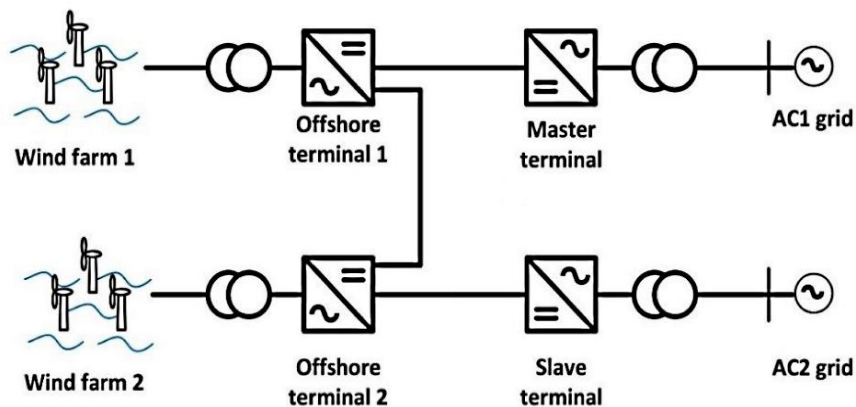 Wind farm 1
Offshore
terminal 1
Master
terminal
AC1 grid
Wind farm 2
Offshore
terminal 2
Slave
terminal
AC2 grid